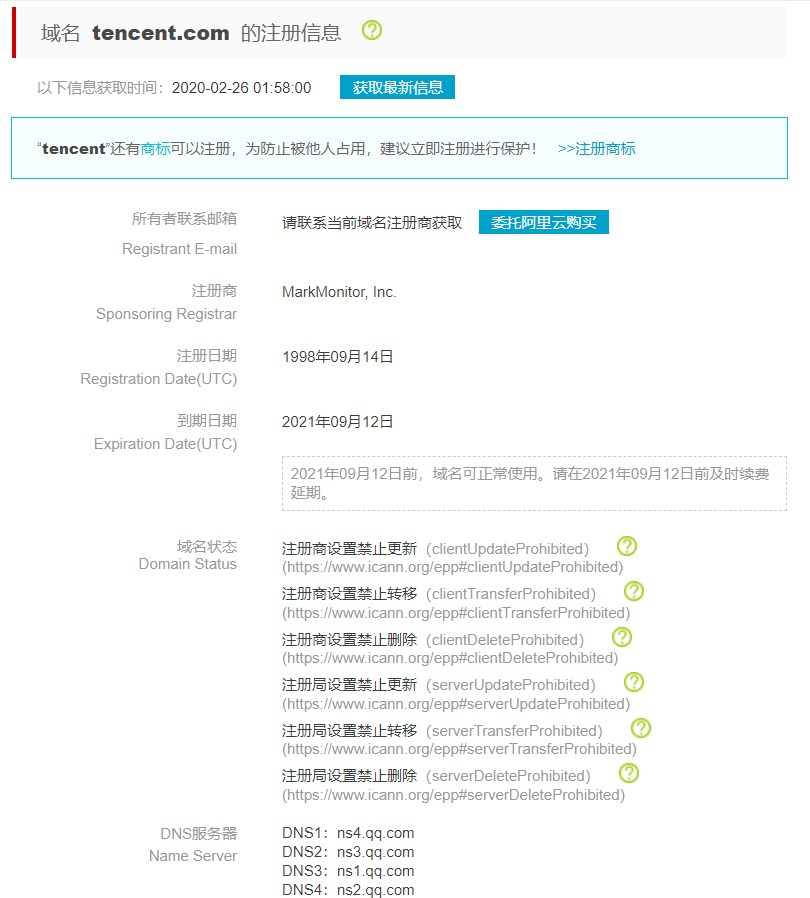 域名 tencent.com 的注册信息
以下信息获取时间：2020-02-26 01:58:00 获取最新信息
“tencent”还有商标可以注册，为防止被他人占用，建议立即注册进行保护！ >>注册商标
所有者联系邮箱 请联系当前域名注册商获取 委托阿里云购买
Registrant E-mail
注册商 MarkMonitor, Inc.
Sponsoring Registrar
注册日期 1998年09月14日
Registration Date(UTC)
到期日期 2021年09月12日
Expiration Date(UTC)
2021年09月12日前，域名可正常使用。请在2021年09月12日前及时续费
延期。
域名状态 注册商设置禁止更新（clientUpdateProhibited）
Domain Status (https://www.icann.org/epp#clientUpdateProhibited)
注册商设置禁止转移（clientTransferProhibited）
(https://www.icann.org/epp#clientTransferProhibited)
注册商设置禁止删除（clientDeleteProhibited）
(https://www.icann.org/epp#clientDeleteProhibited)
注册局设置禁止更新（serverUpdateProhibited）
(https://www.icann.org/epp#serverUpdateProhibited)
注册局设置禁止转移（serverTransferProhibited）
(https://www.icann.org/epp#serverTransferProhibited)
注册局设置禁止删除（serverDeleteProhibited）
(https://www.icann.org/epp#serverDeleteProhibited)
DNS服务器 DNS1：ns4.qq.com
Name Server DNS2：ns3.qq.com
DNS3：ns1.qq.com
DNS4：ns2.qq.com